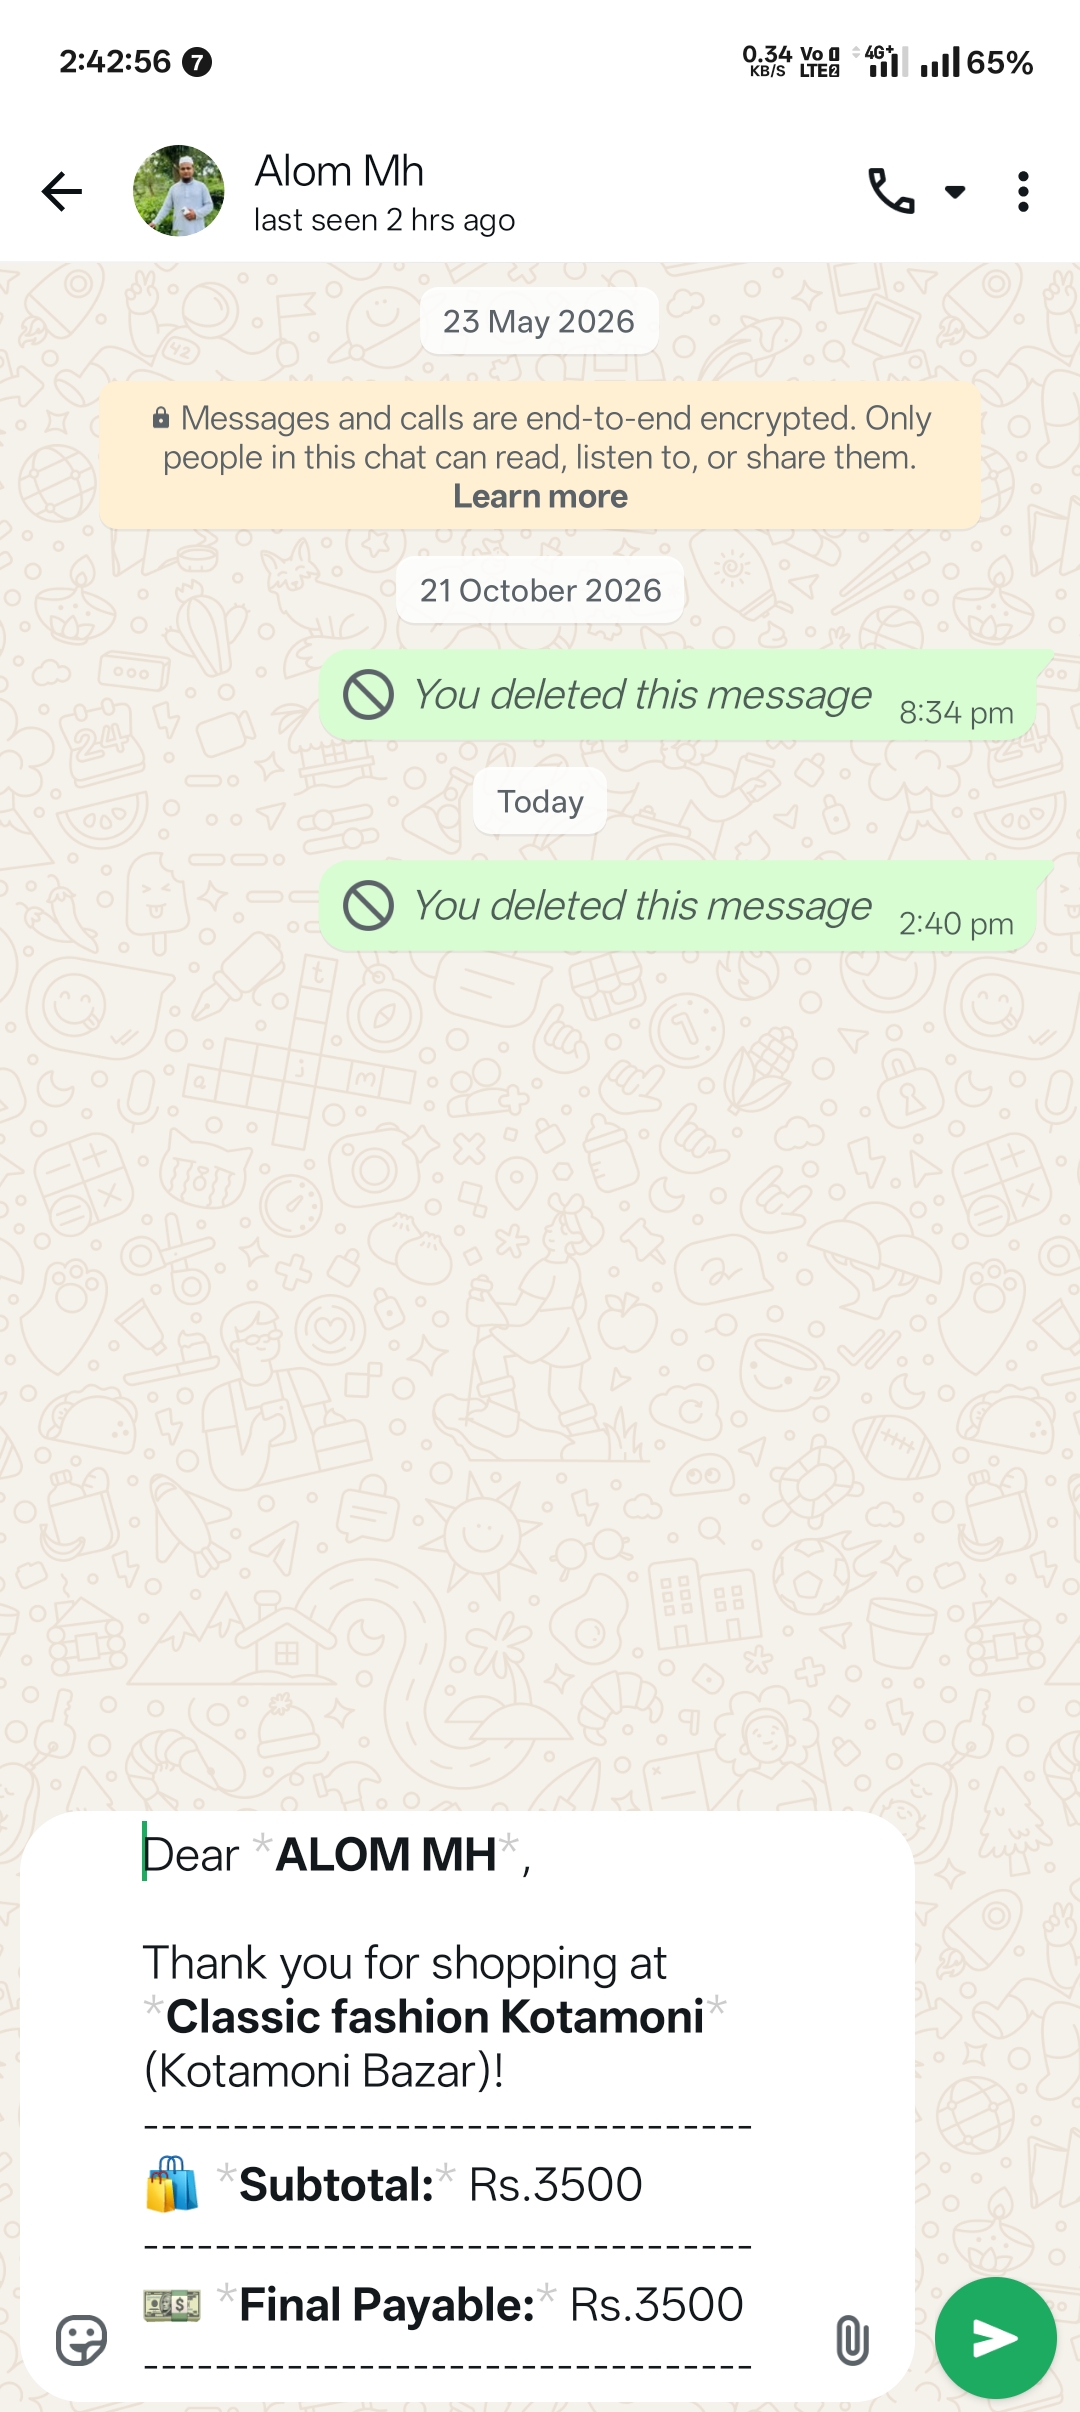 2:42:56 7 0.34 KB/S Vo LTE 1 2 4G+ 65%
Alom Mh
last seen 2 hrs ago
23 May 2026
Messages and calls are end-to-end encrypted. Only
people in this chat can read, listen to, or share them.
Learn more
21 October 2026
You deleted this message 8:34 pm
Today
You deleted this message 2:40 pm
Dear *ALOM MH*,
Thank you for shopping at
*Classic fashion Kotamoni*
(Kotamoni Bazar)!
----------------------------------
🛍️ *Subtotal:* Rs.3500
----------------------------------
💵 *Final Payable:* Rs.3500
----------------------------------